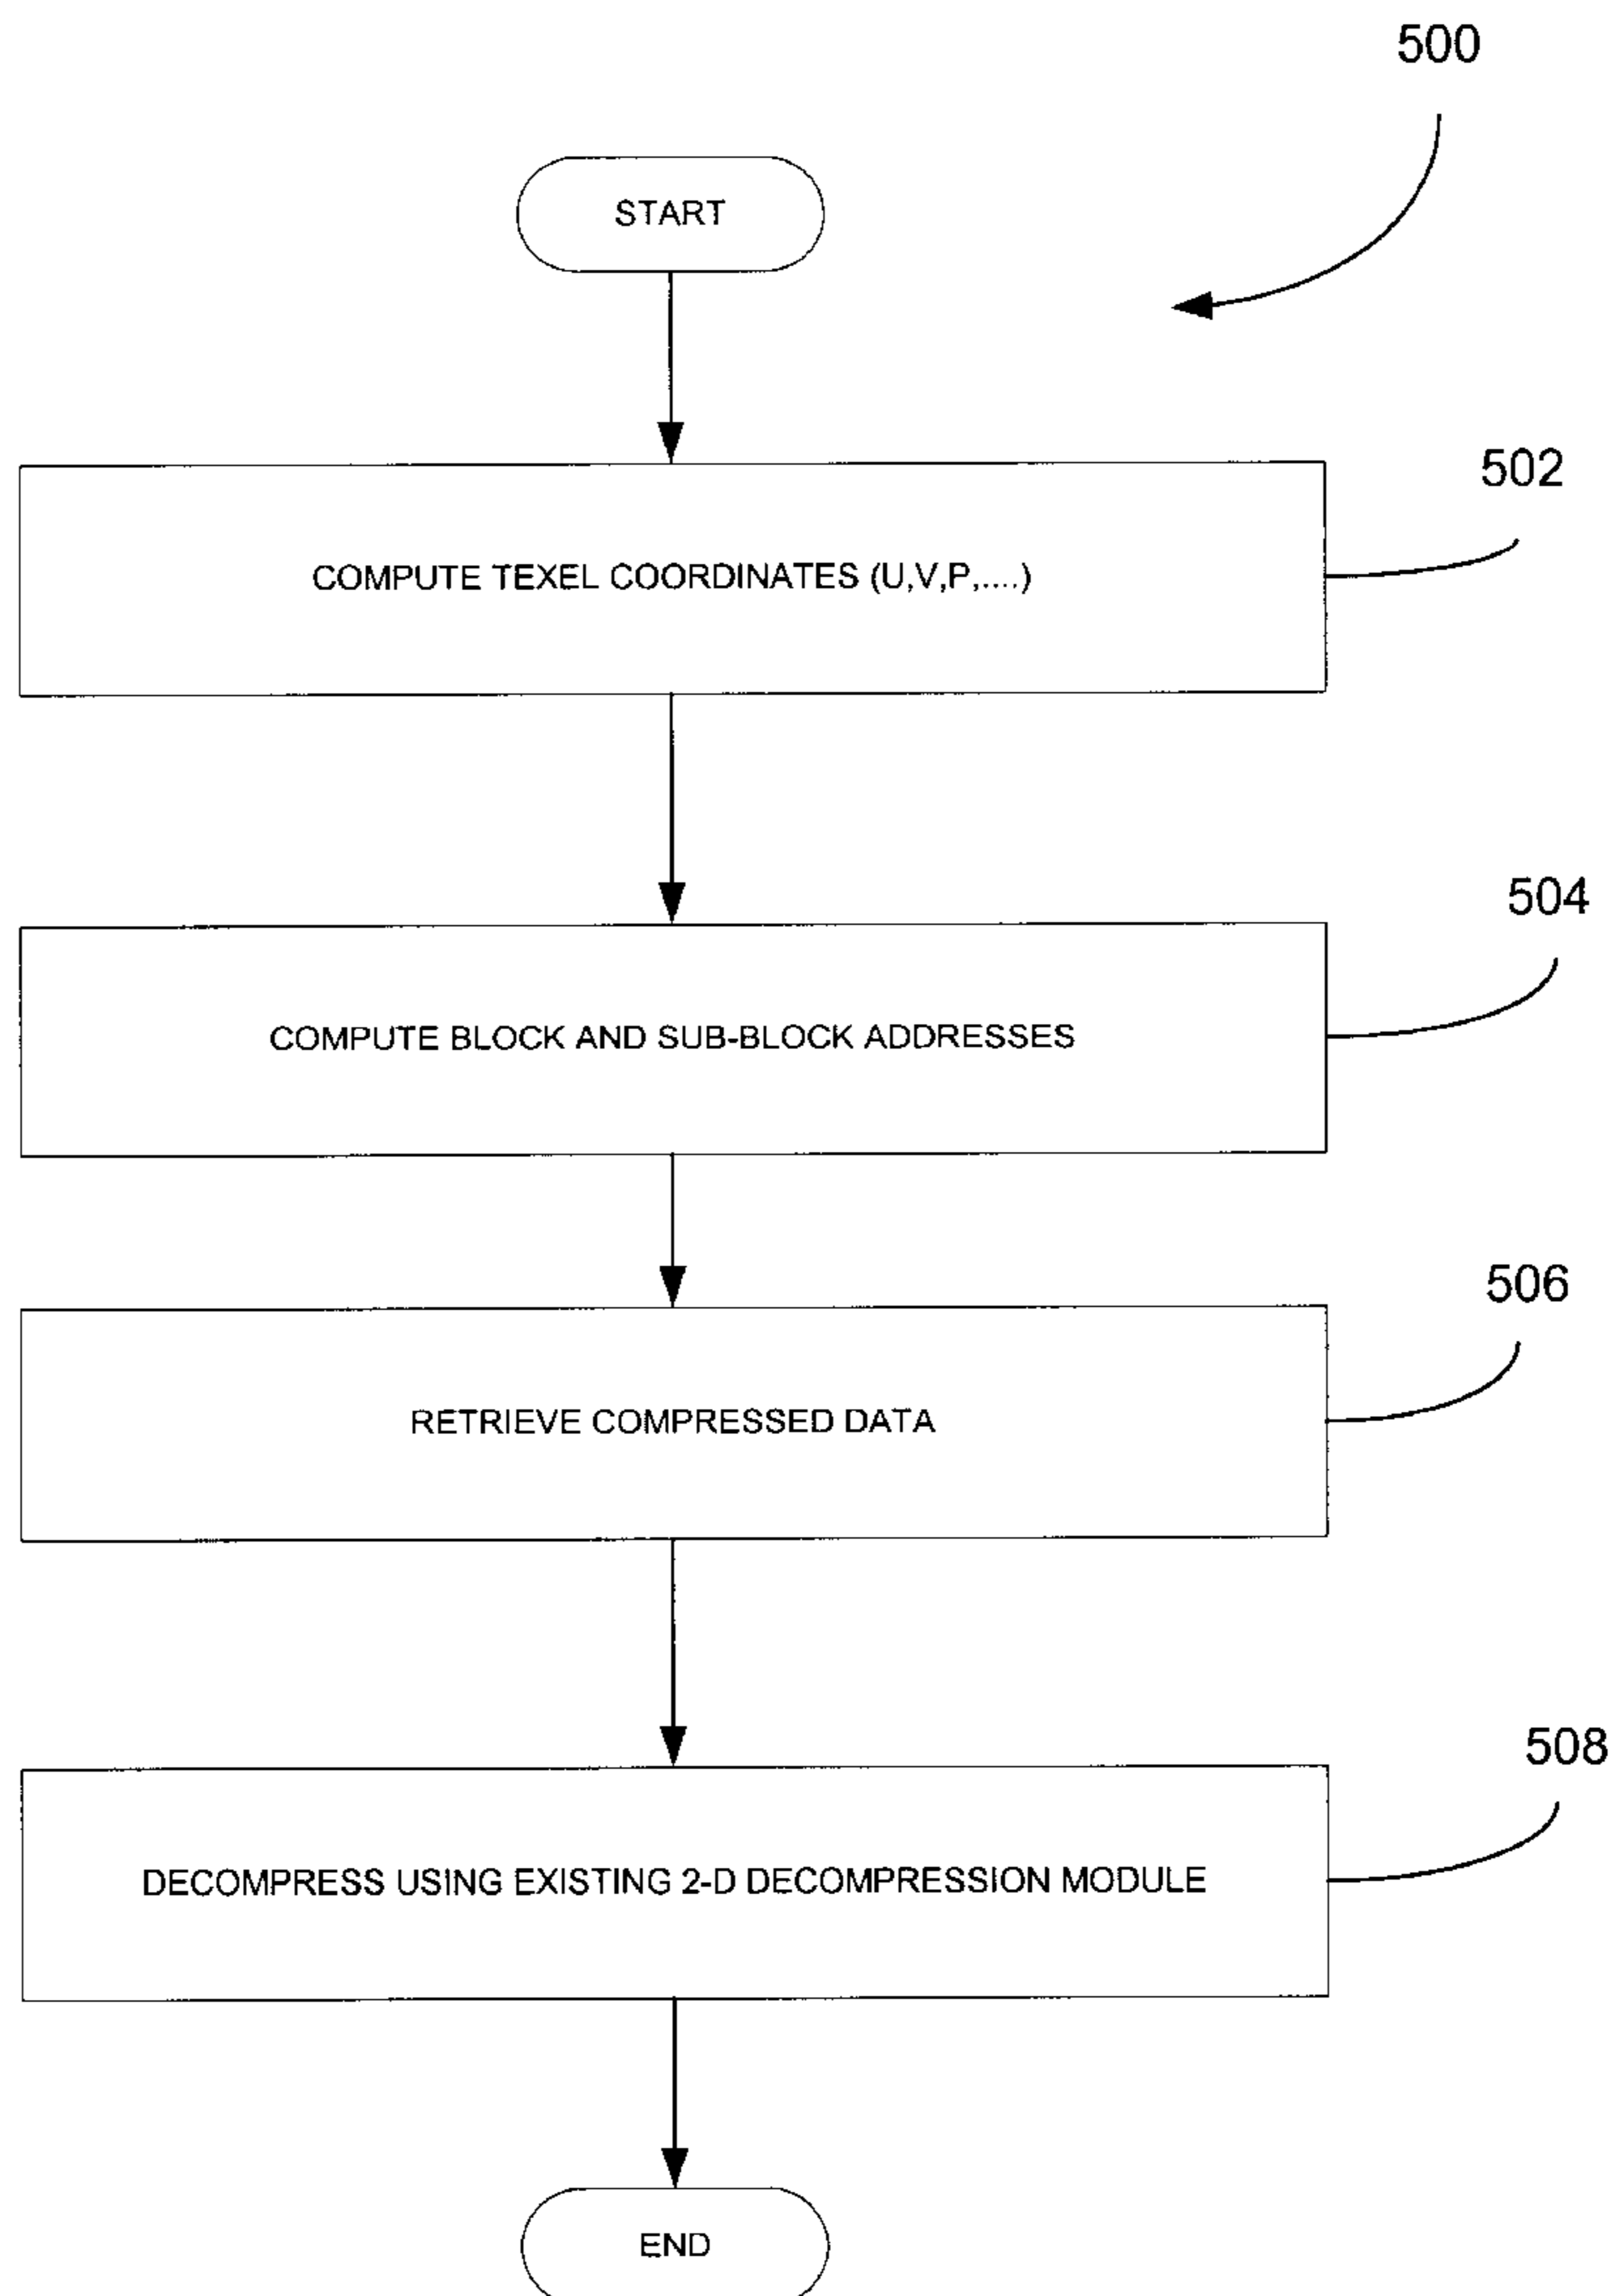 500
START
502
COMPUTE TEXEL COORDINATES (U,V,P,....)
504
COMPUTE BLOCK AND SUB-BLOCK ADDRESSES
506
RETRIEVE COMPRESSED DATA
508
DECOMPRESS USING EXISTING 2-D DECOMPRESSION MODULE
END